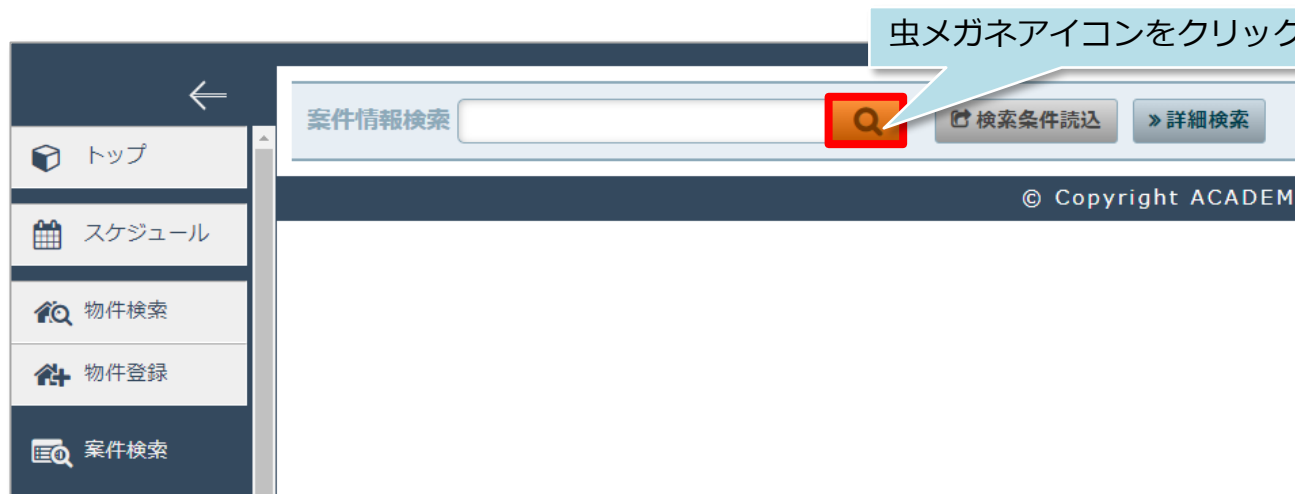 虫メガネアイコンをクリック
案件情報検索
検索条件読込
»詳細検索
トップ
© Copyright ACADEM
スケジュール
物件検索
物件登録
案件検索